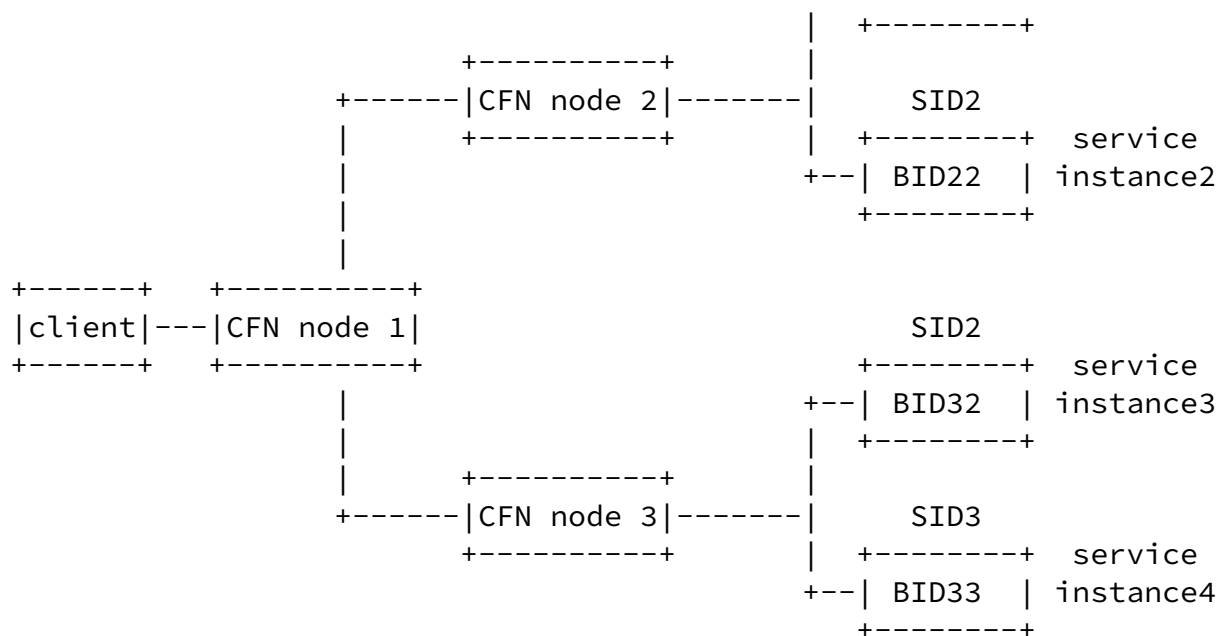 CFN node 2
SID2
service
BID22
instance2
client
CFN node 1
SID2
service
BID32
instance3
CFN node 3
SID3
service
BID33
instance4